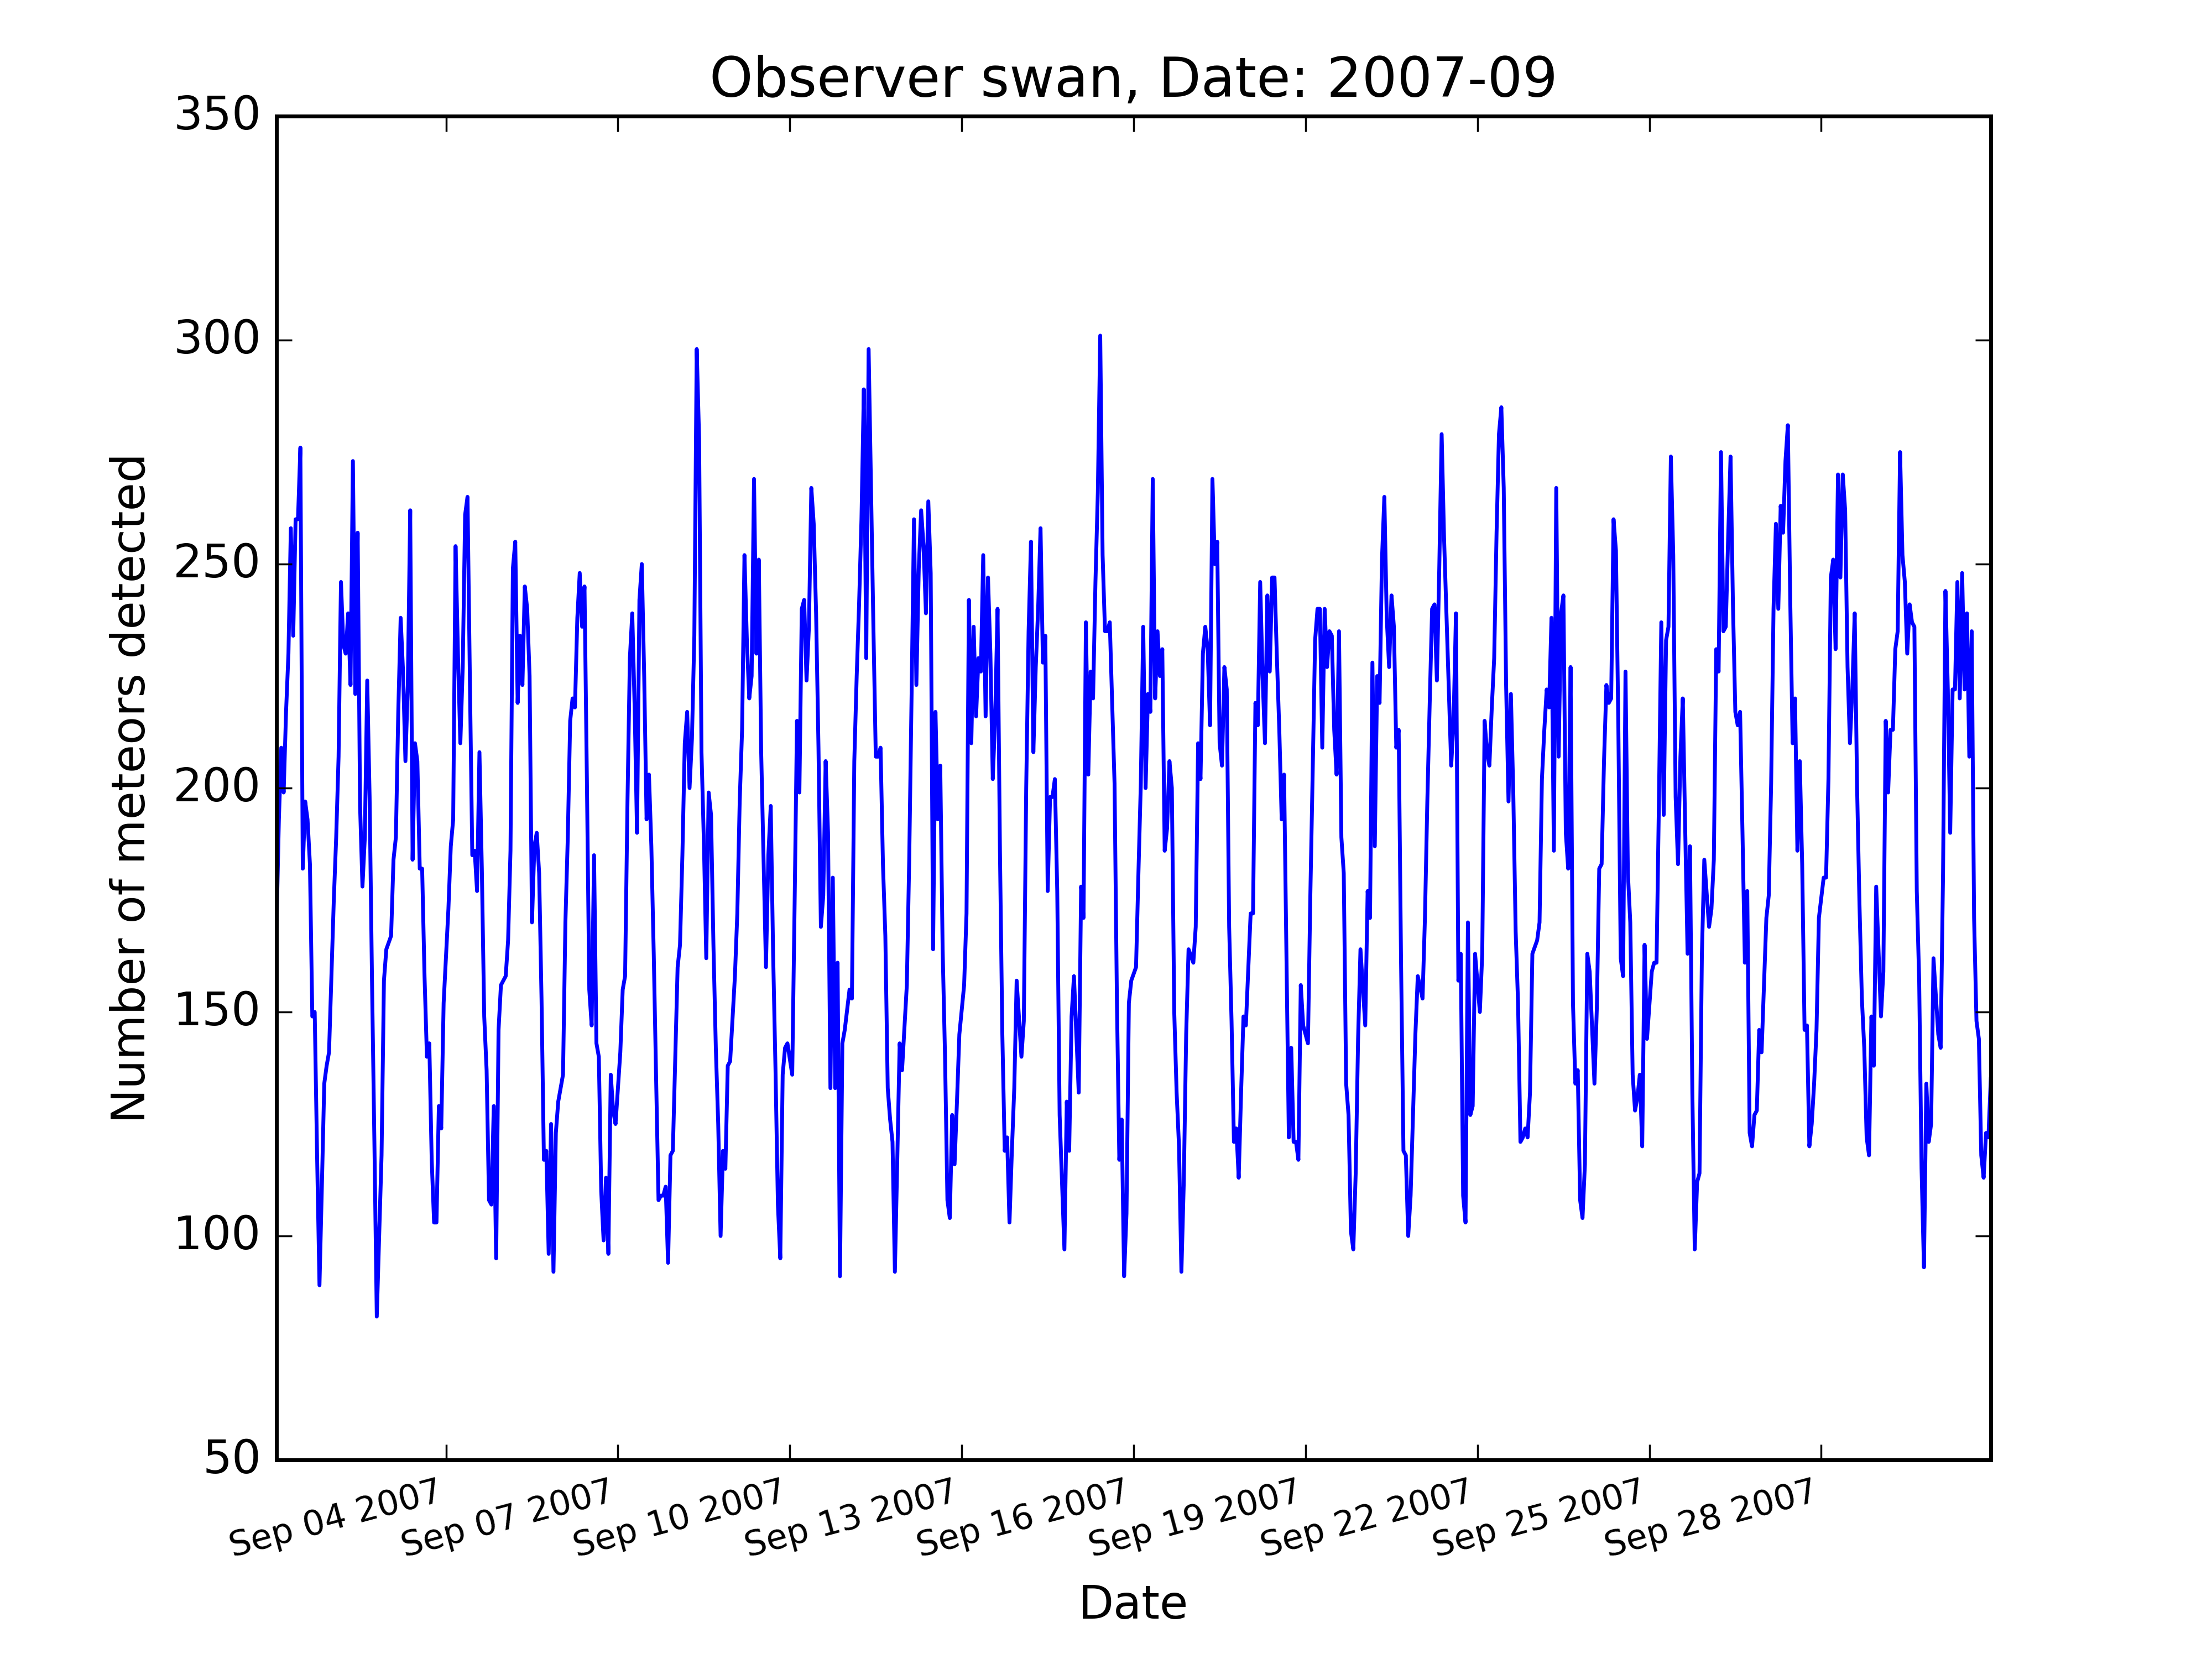 Observer swan, Date: 2007-09
Number of meteors detected
350
300
250
200
150
100
50
Sep 04 2007
Sep 07 2007
Sep 10 2007
Sep 13 2007
Sep 16 2007
Sep 19 2007
Sep 22 2007
Sep 25 2007
Sep 28 2007
Date